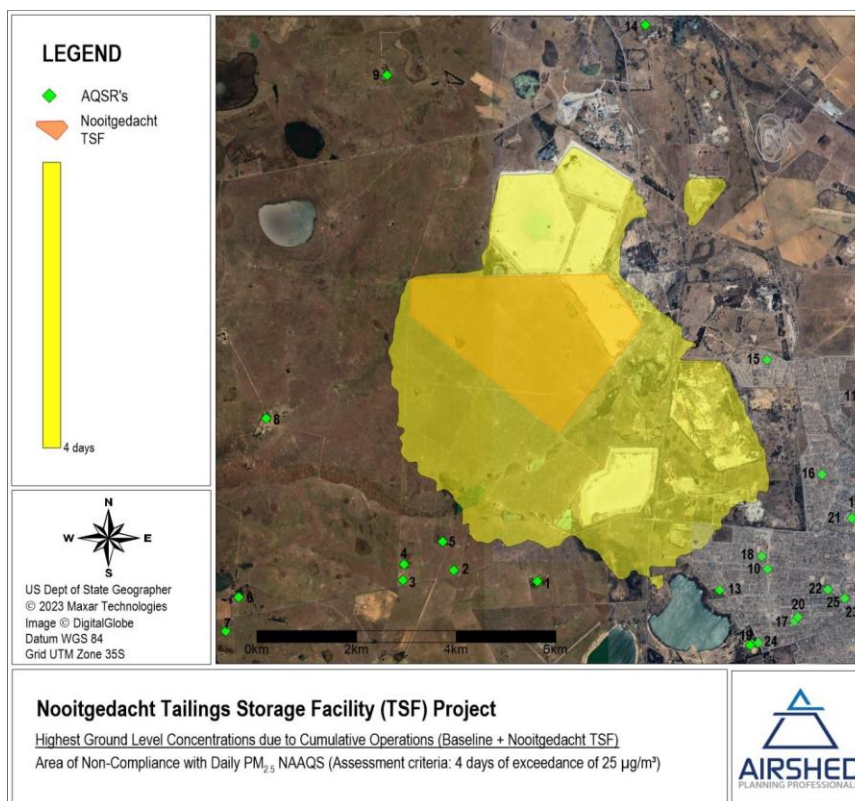 LEGEND
AQSR's
Nooitgedacht
TSF
4 days
N
W E
S
US Dept of State Geographer
© 2023 Maxar Technologies
Image © DigitalGlobe
Datum WGS 84
Grid UTM Zone 35S
14
9
15
11
8
16
1
21
5
4
2
3
1
18
10
13
22
25
23
6
7
20
17
19
24
0km 2km 4km 6km
Nooitgedacht Tailings Storage Facility (TSF) Project
Highest Ground Level Concentrations due to Cumulative Operations (Baseline + Nooitgedacht TSF)
Area of Non-Compliance with Daily PM2.5 NAAQS (Assessment criteria: 4 days of exceedance of 25 µg/m³)
AIRSHED
PLANNING PROFESSIONAL